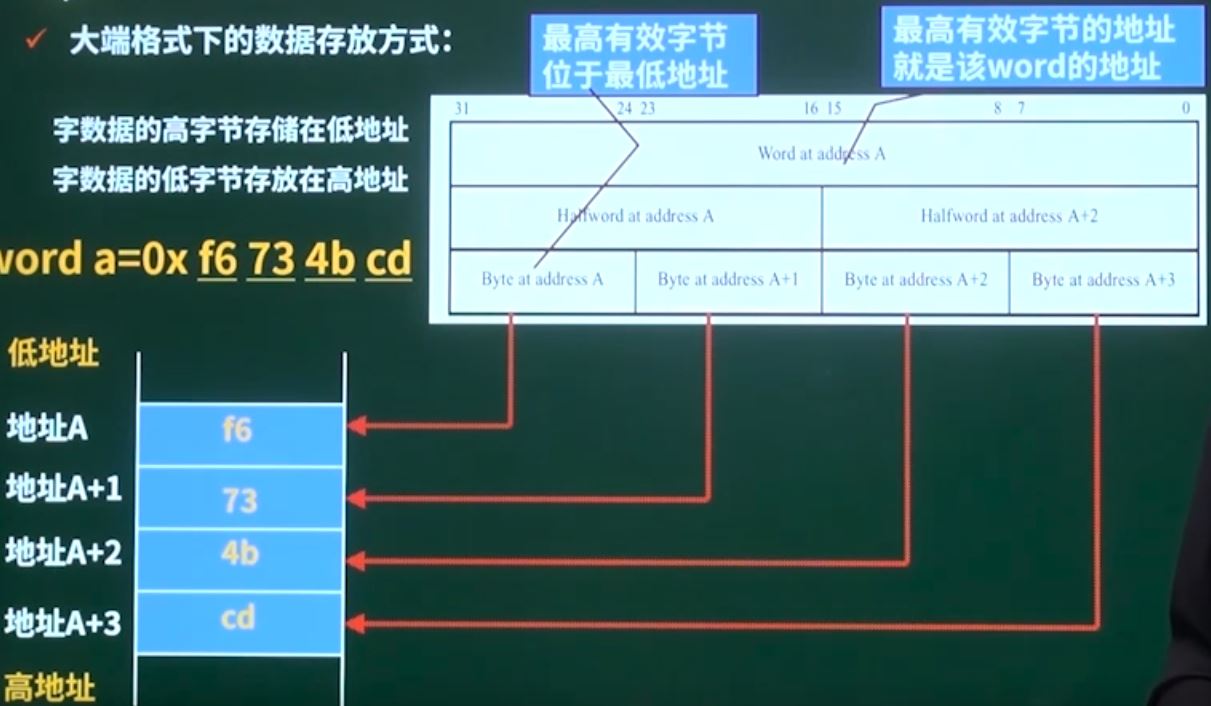 ✓ 大端格式下的数据存放方式：
最高有效字节
位于最低地址
最高有效字节的地址
就是该word的地址
字数据的高字节存储在低地址
字数据的低字节存放在高地址
word a=0x f6 73 4b cd
31 24 23 16 15 8 7 0
Word at address A
Halfword at address A Halfword at address A+2
Byte at address A Byte at address A+1 Byte at address A+2 Byte at address A+3
低地址
地址A f6
地址A+1 73
地址A+2 4b
地址A+3 cd
高地址